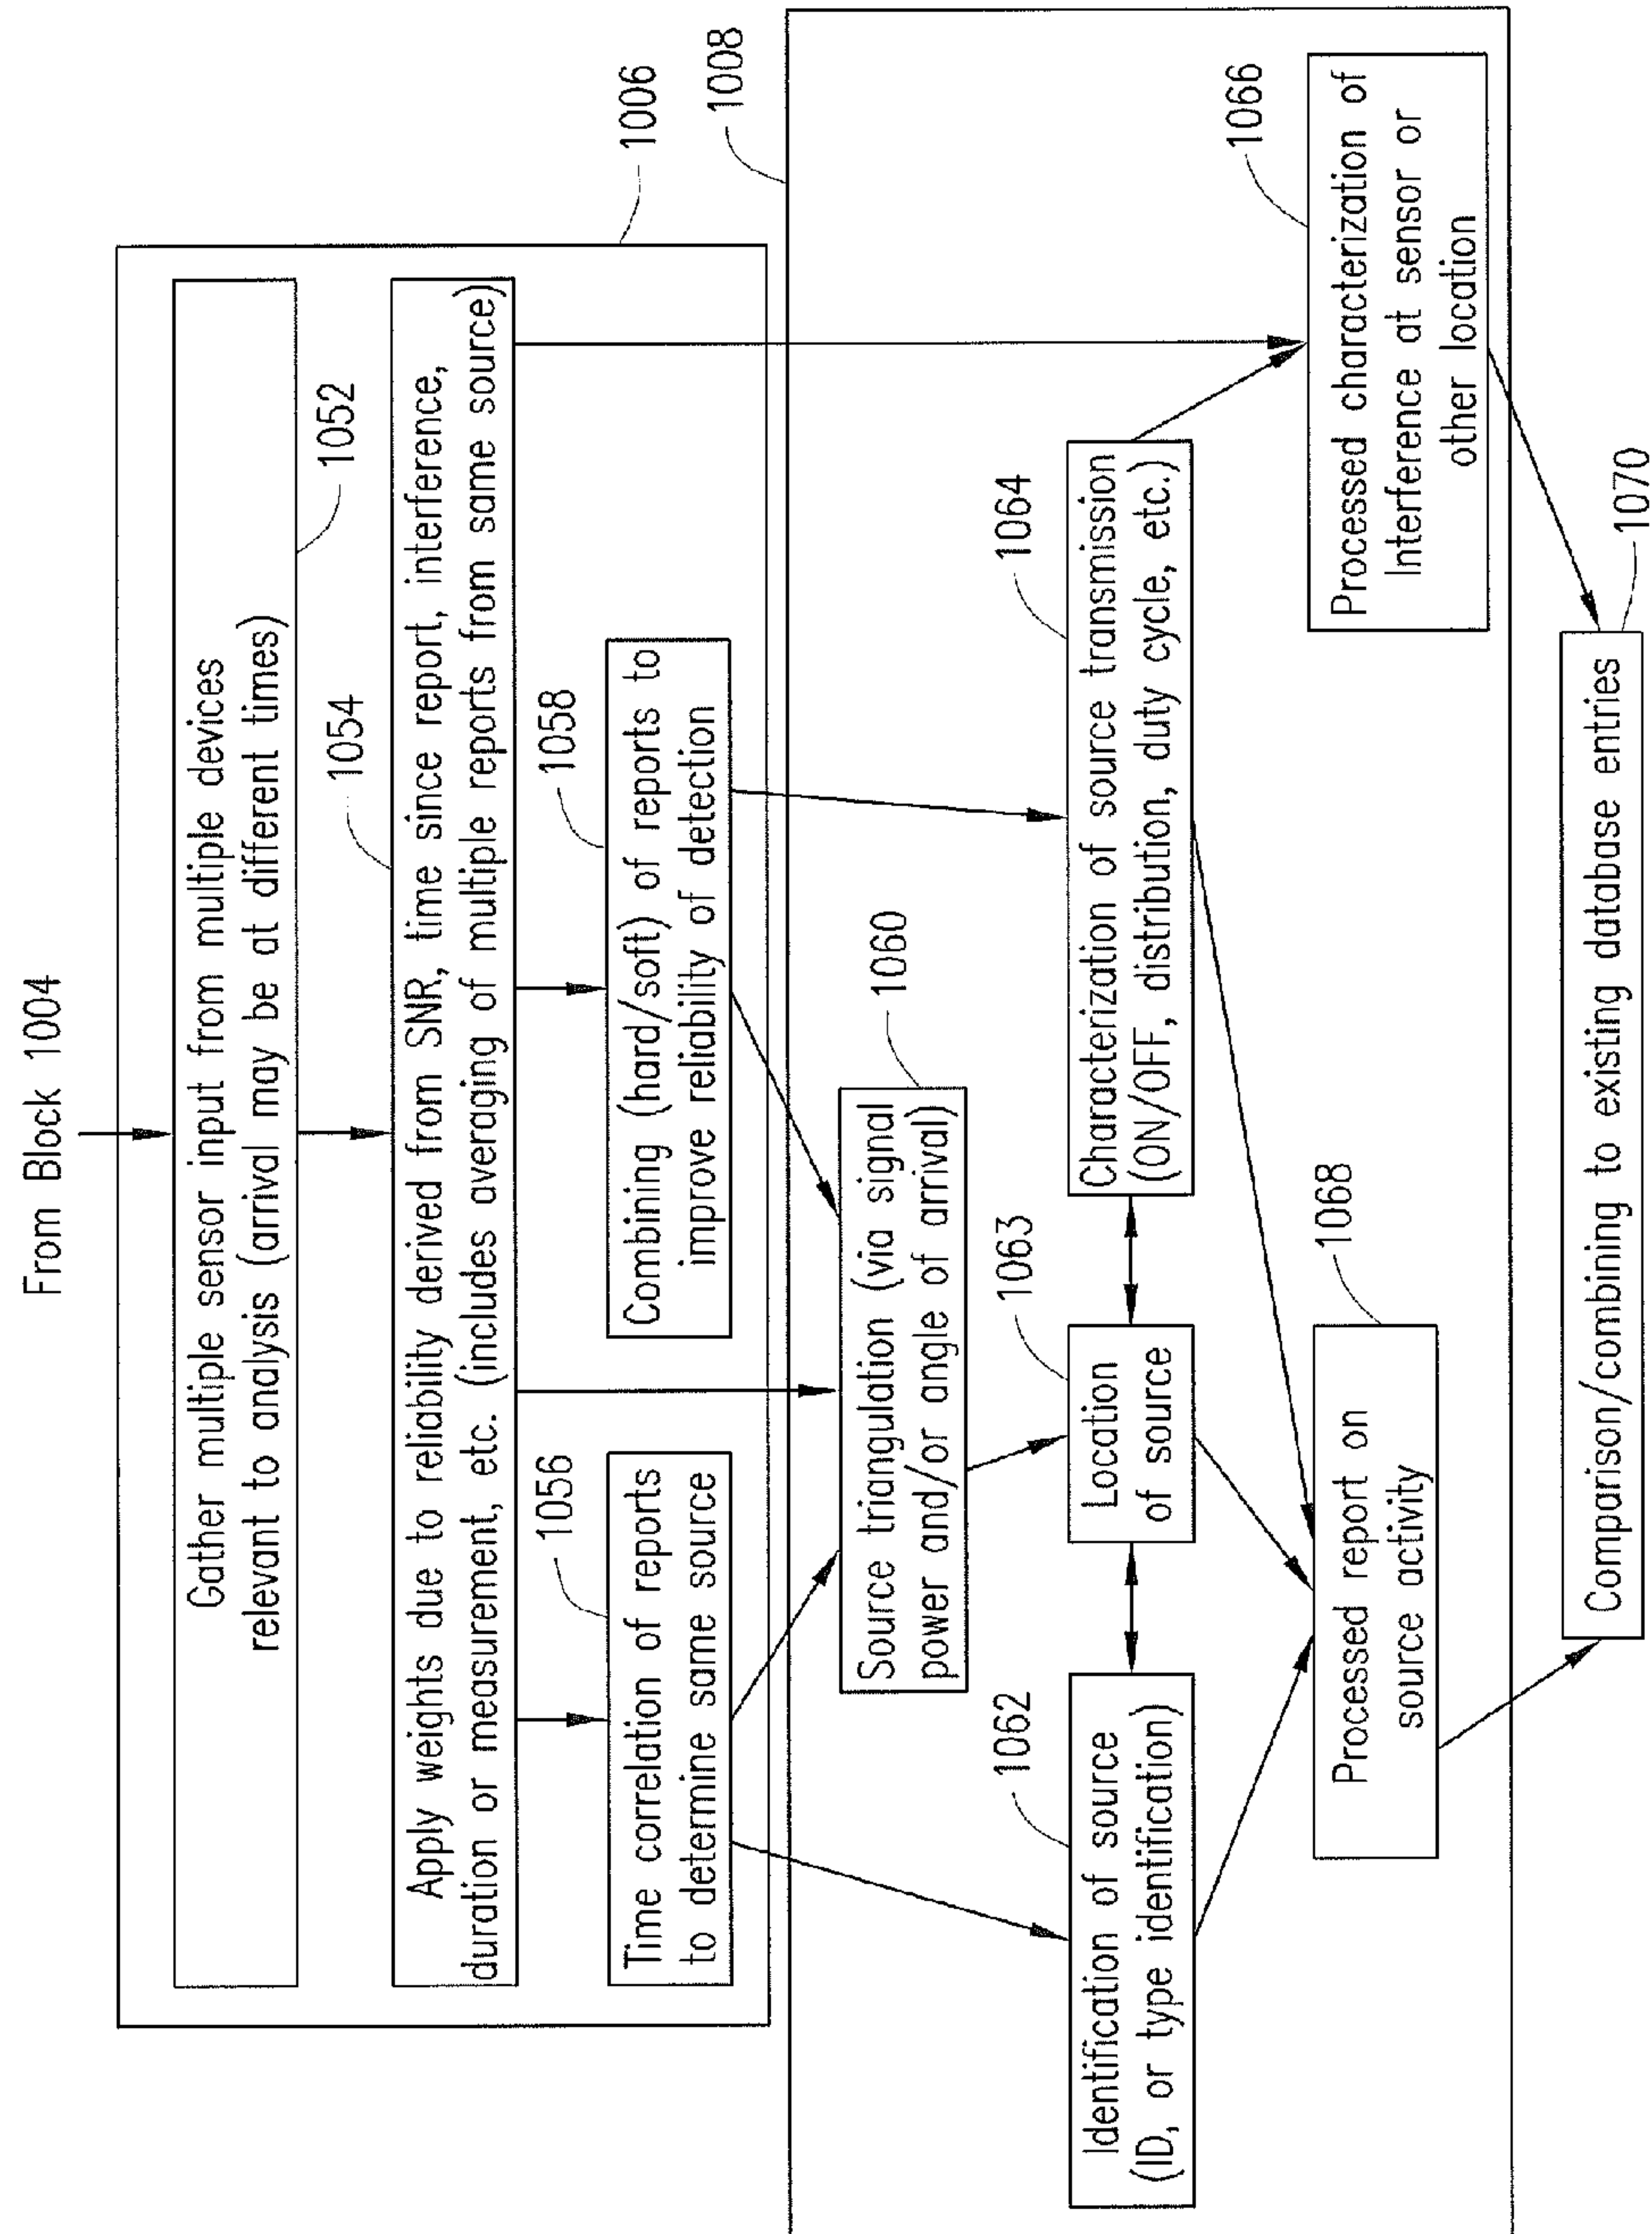 From Block 1004
1006
Gather multiple sensor input from multiple devices
relevant to analysis (arrival may be at different times)
1052
1054
Apply weights due to reliability derived from SNR, time since report, interference,
duration or measurement, etc. (includes averaging of multiple reports from same source)
1056
Time correlation of reports
to determine same source
1058
Combining (hard/soft) of reports to
improve reliability of detection
1008
1060
Source triangulation (via signal
power and/or angle of arrival)
1062
Identification of source
(ID, or type identification)
1063
Location
of source
1064
Characterization of source transmission
(ON/OFF, distribution, duty cycle, etc.)
1066
Processed characterization of
Interference at sensor or
other location
1068
Processed report on
source activity
Comparison/combining to existing database entries
1070